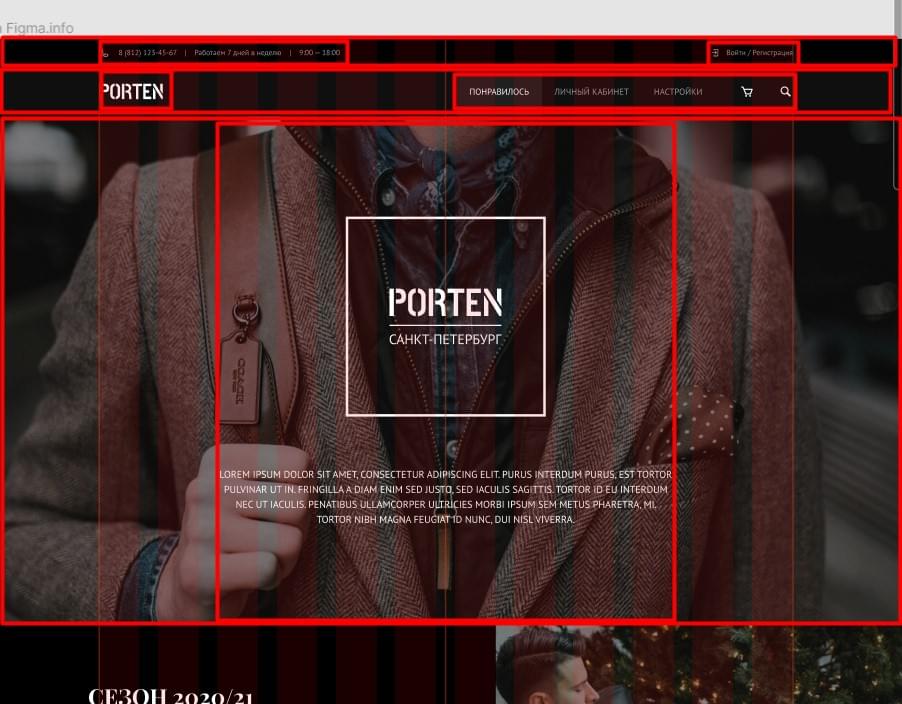 Figma.info
8 (812) 123-45-67 | Работаем 7 дней в неделю | 9:00 — 18:00
Войти / Регистрация
PORTEN
ПОНРАВИЛОСЬ ЛИЧНЫЙ КАБИНЕТ НАСТРОЙКИ
COACH
PORTEN
САНКТ-ПЕТЕРБУРГ
LOREM IPSUM DOLOR SIT AMET, CONSECTETUR ADIPISCING ELIT. PURUS INTERDUM PURUS, EST TORTOR
PULVINAR UT IN. FRINGILLA A DIAM ENIM SED JUSTO, SED IACULIS SAGITTIS. TORTOR ID EU INTERDUM
NEC UT IACULIS. PENATIBUS ULLAMCORPER ULTRICIES MORBI IPSUM SEM METUS PHARETRA, MI.
TORTOR NIBH MAGNA FEUGIAT ID NUNC, DUI NISL VIVERRA.
СЕЗОН 2020/21